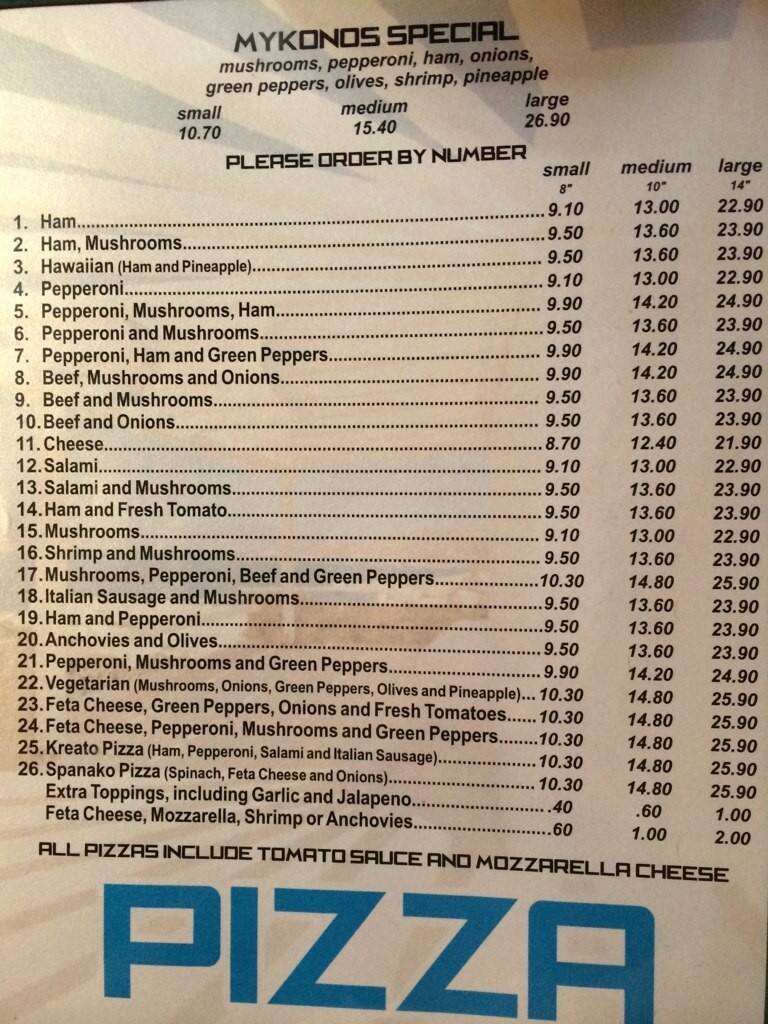 MYKONOS SPECIAL
mushrooms, pepperoni, ham, onions,
green peppers, olives, shrimp, pineapple
small medium large
10.70 15.40 26.90
PLEASE ORDER BY NUMBER
small medium large
8" 10" 14"
1. Ham 9.10 13.00 22.90
2. Ham, Mushrooms 9.50 13.60 23.90
3. Hawaiian (Ham and Pineapple) 9.50 13.60 23.90
4. Pepperoni 9.10 13.00 22.90
5. Pepperoni, Mushrooms, Ham 9.90 14.20 24.90
6. Pepperoni and Mushrooms 9.50 13.60 23.90
7. Pepperoni, Ham and Green Peppers 9.90 14.20 24.90
8. Beef, Mushrooms and Onions 9.90 14.20 24.90
9. Beef and Mushrooms 9.50 13.60 23.90
10. Beef and Onions 9.50 13.60 23.90
11. Cheese 8.70 12.40 21.90
12. Salami 9.10 13.00 22.90
13. Salami and Mushrooms 9.50 13.60 23.90
14. Ham and Fresh Tomato 9.50 13.60 23.90
15. Mushrooms 9.10 13.00 22.90
16. Shrimp and Mushrooms 9.50 13.60 23.90
17. Mushrooms, Pepperoni, Beef and Green Peppers 10.30 14.80 25.90
18. Italian Sausage and Mushrooms 9.50 13.60 23.90
19. Ham and Pepperoni 9.50 13.60 23.90
20. Anchovies and Olives 9.50 13.60 23.90
21. Pepperoni, Mushrooms and Green Peppers 9.90 14.20 24.90
22. Vegetarian (Mushrooms, Onions, Green Peppers, Olives and Pineapple) 10.30 14.80 25.90
23. Feta Cheese, Green Peppers, Onions and Fresh Tomatoes 10.30 14.80 25.90
24. Feta Cheese, Pepperoni, Mushrooms and Green Peppers 10.30 14.80 25.90
25. Kreato Pizza (Ham, Pepperoni, Salami and Italian Sausage) 10.30 14.80 25.90
26. Spanako Pizza (Spinach, Feta Cheese and Onions) 10.30 14.80 25.90
Extra Toppings, including Garlic and Jalapeno .40 .60 1.00
Feta Cheese, Mozzarella, Shrimp or Anchovies .60 1.00 2.00
ALL PIZZAS INCLUDE TOMATO SAUCE AND MOZZARELLA CHEESE
PIZZA